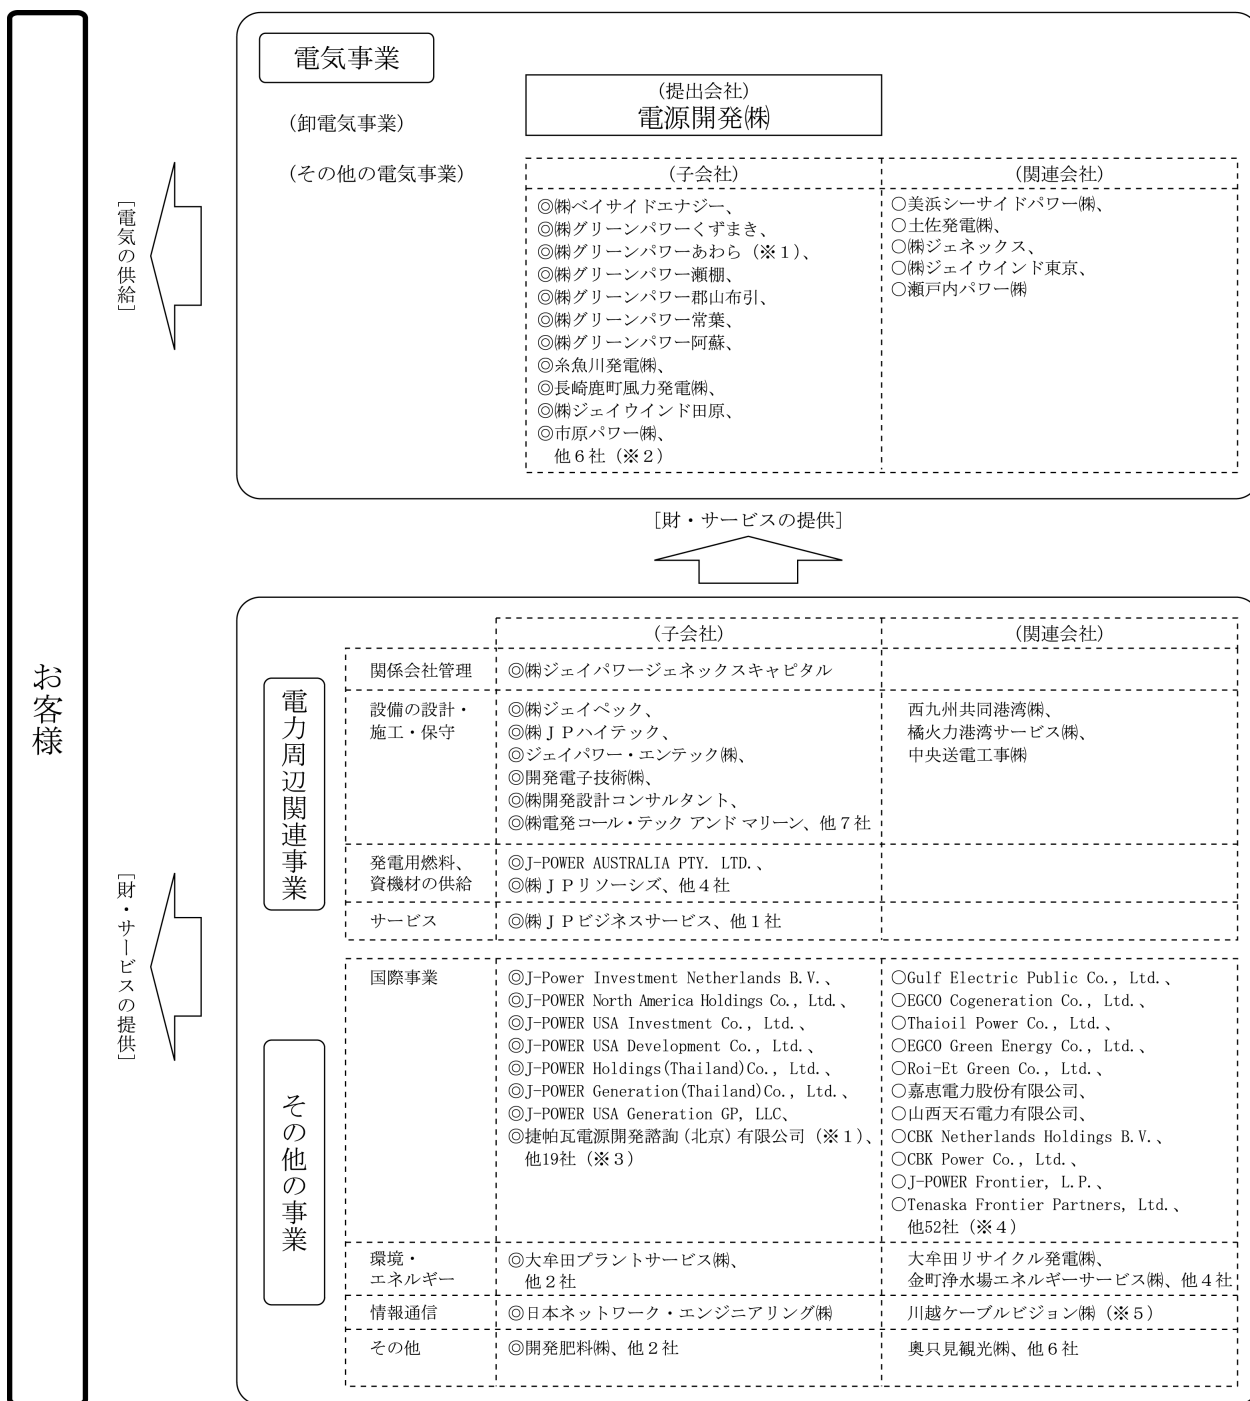 お客様
電気事業
(提出会社)
電源開発㈱
(卸電気事業)
(その他の電気事業)
(子会社)
(関連会社)
◎㈱ベイサイドエナジー、
◎㈱グリーンパワーくずまき、
◎㈱グリーンパワーあわら（※１）、
◎㈱グリーンパワー瀬棚、
◎㈱グリーンパワー郡山布引、
◎㈱グリーンパワー常葉、
◎㈱グリーンパワー阿蘇、
◎糸魚川発電㈱、
◎長崎鹿町風力発電㈱、
◎㈱ジェイウインド田原、
◎市原パワー㈱、
他６社（※２）
○美浜シーサイドパワー㈱、
○土佐発電㈱、
○㈱ジェネックス、
○㈱ジェイウインド東京、
○瀬戸内パワー㈱
[電気の供給]
[財・サービスの提供]
(子会社)
(関連会社)
電力周辺関連事業
関係会社管理
◎㈱ジェイパワージェネックスキャピタル
設備の設計・
施工・保守
◎㈱ジェイペック、
◎㈱ＪＰハイテック、
◎ジェイパワー・エンテック㈱、
◎開発電子技術㈱、
◎㈱開発設計コンサルタント、
◎㈱電発コール・テック アンド マリーン、他７社
西九州共同港湾㈱、
橘火力港湾サービス㈱、
中央送電工事㈱
発電用燃料、
資機材の供給
◎J-POWER AUSTRALIA PTY. LTD.、
◎㈱ＪＰリソーシズ、他４社
サービス
◎㈱ＪＰビジネスサービス、他１社
[財・サービスの提供]
その他の事業
国際事業
◎J-Power Investment Netherlands B.V.、
◎J-POWER North America Holdings Co., Ltd.、
◎J-POWER USA Investment Co., Ltd.、
◎J-POWER USA Development Co., Ltd.、
◎J-POWER Holdings(Thailand)Co., Ltd.、
◎J-POWER Generation(Thailand)Co., Ltd.、
◎J-POWER USA Generation GP, LLC、
◎捷帕瓦電源開発諮詢（北京）有限公司（※１）、
他19社（※３）
○Gulf Electric Public Co., Ltd.、
○EGCO Cogeneration Co., Ltd.、
○Thaioil Power Co., Ltd.、
○EGCO Green Energy Co., Ltd.、
○Roi-Et Green Co., Ltd.、
○嘉恵電力股份有限公司、
○山西天石電力有限公司、
○CBK Netherlands Holdings B.V.、
○CBK Power Co., Ltd.、
○J-POWER Frontier, L.P.、
○Tenaska Frontier Partners, Ltd.、
他52社（※４）
環境・
エネルギー
◎大牟田プラントサービス㈱、
他２社
大牟田リサイクル発電㈱、
金町浄水場エネルギーサービス㈱、他４社
情報通信
◎日本ネットワーク・エンジニアリング㈱
川越ケーブルビジョン㈱（※５）
その他
◎開発肥料㈱、他２社
奥只見観光㈱、他６社